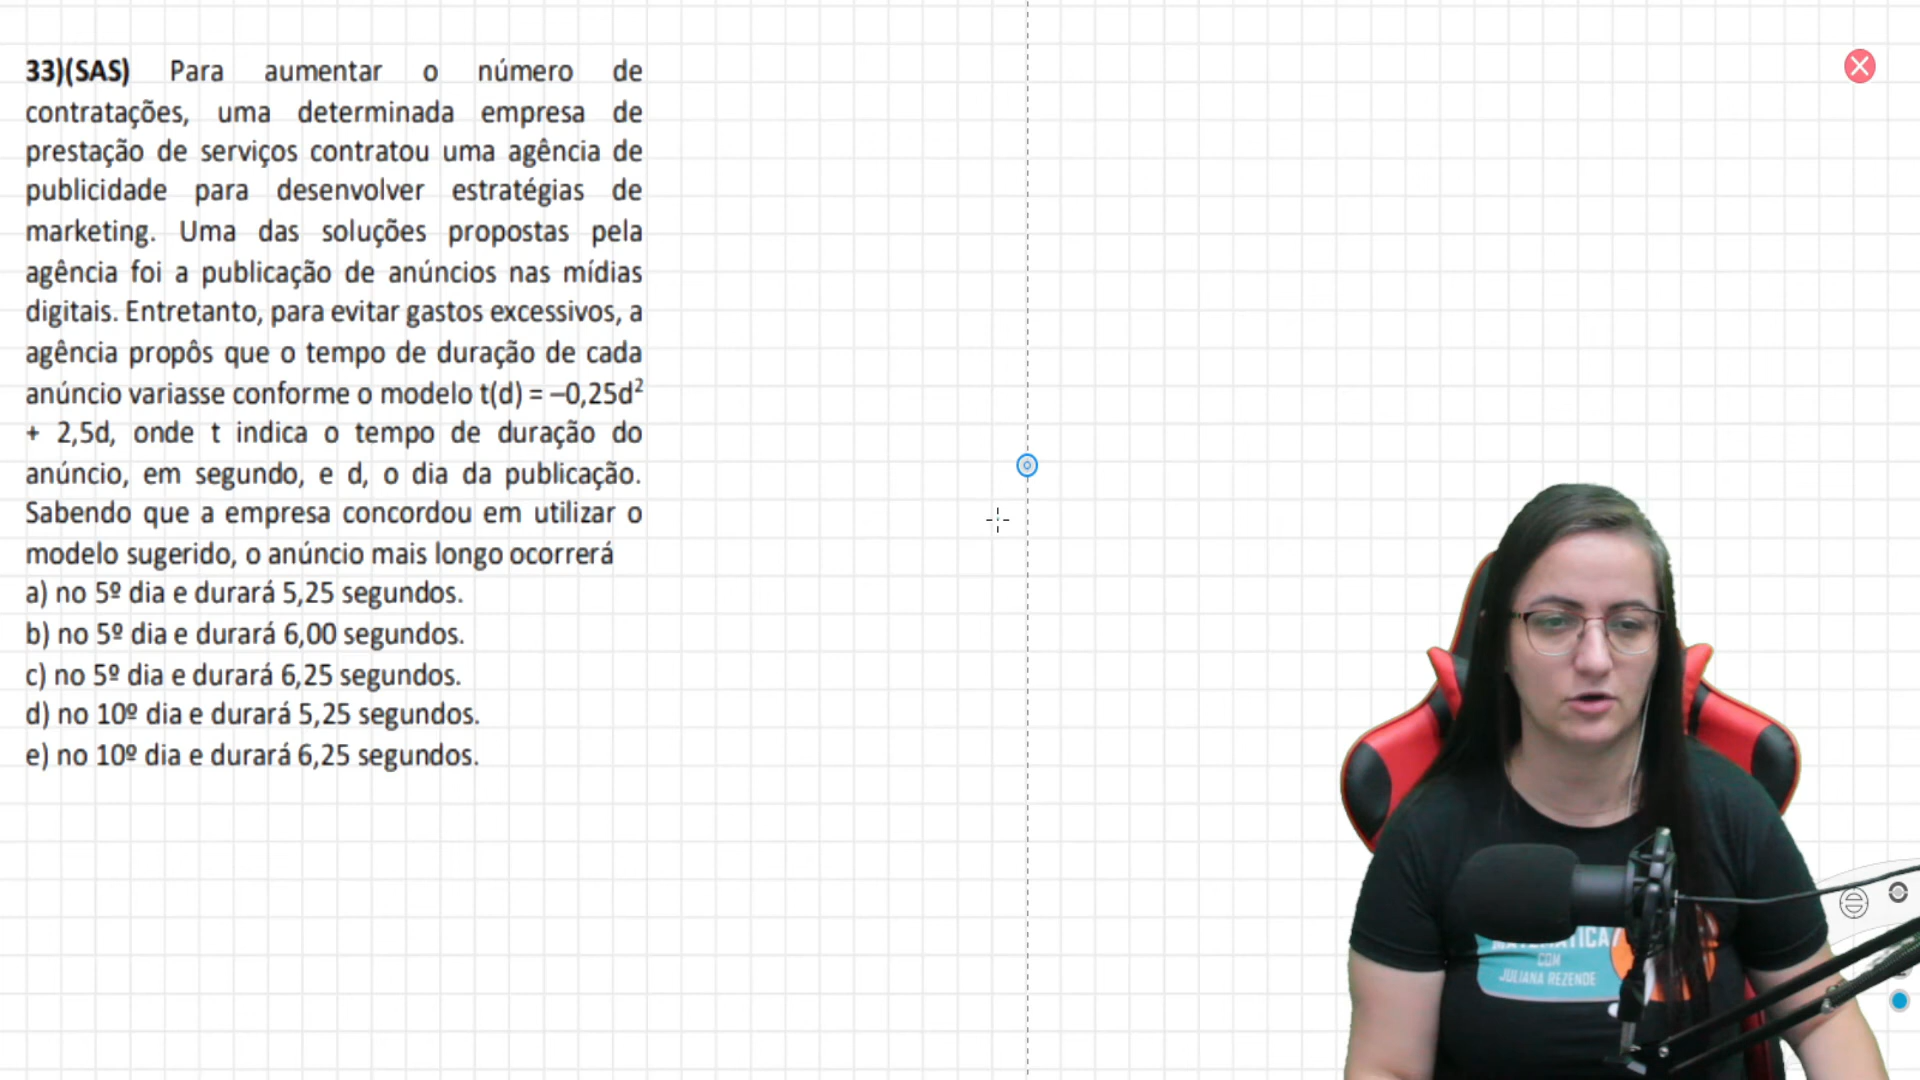 33)(SAS) Para aumentar o número de
contratações, uma determinada empresa de
prestação de serviços contratou uma agência de
publicidade para desenvolver estratégias de
marketing. Uma das soluções propostas pela
agência foi a publicação de anúncios nas mídias
digitais. Entretanto, para evitar gastos excessivos, a
agência propôs que o tempo de duração de cada
anúncio variasse conforme o modelo t(d) = –0,25d²
+ 2,5d, onde t indica o tempo de duração do
anúncio, em segundo, e d, o dia da publicação.
Sabendo que a empresa concordou em utilizar o
modelo sugerido, o anúncio mais longo ocorrerá
a) no 5º dia e durará 5,25 segundos.
b) no 5º dia e durará 6,00 segundos.
c) no 5º dia e durará 6,25 segundos.
d) no 10º dia e durará 5,25 segundos.
e) no 10º dia e durará 6,25 segundos.
MATEMÁTICA
COM
JULIANA REZENDE